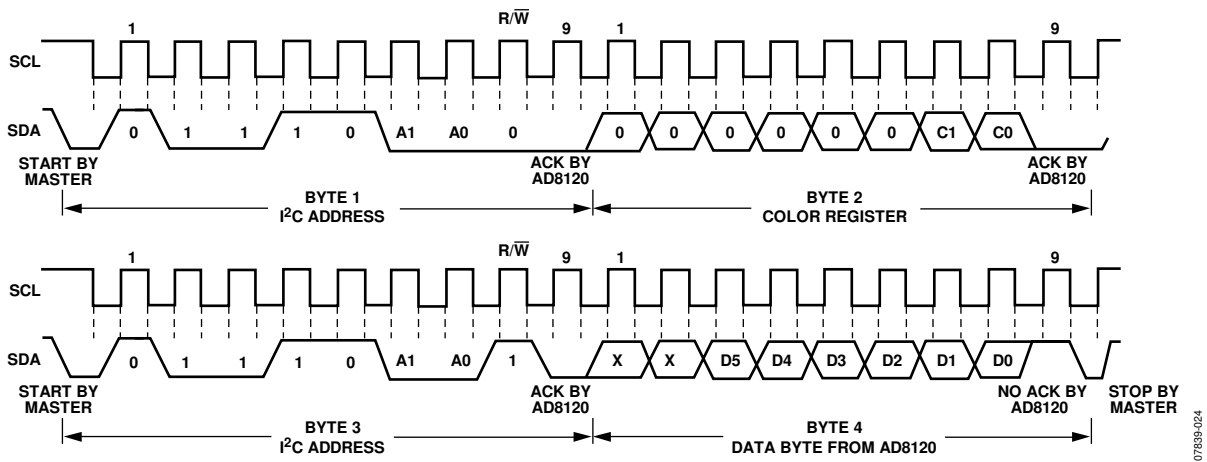 R/W
1 9 1 9
SCL
SDA 0 1 1 1 0 A1 A0 0 0 0 0 0 0 0 C1 C0
START BY MASTER
ACK BY AD8120
ACK BY AD8120
BYTE 1
I²C ADDRESS
BYTE 2
COLOR REGISTER
R/W
1 9 1 9
SCL
SDA 0 1 1 1 0 A1 A0 1 X X D5 D4 D3 D2 D1 D0
START BY MASTER
ACK BY AD8120
NO ACK BY AD8120
STOP BY MASTER
BYTE 3
I²C ADDRESS
BYTE 4
DATA BYTE FROM AD8120
07839-024